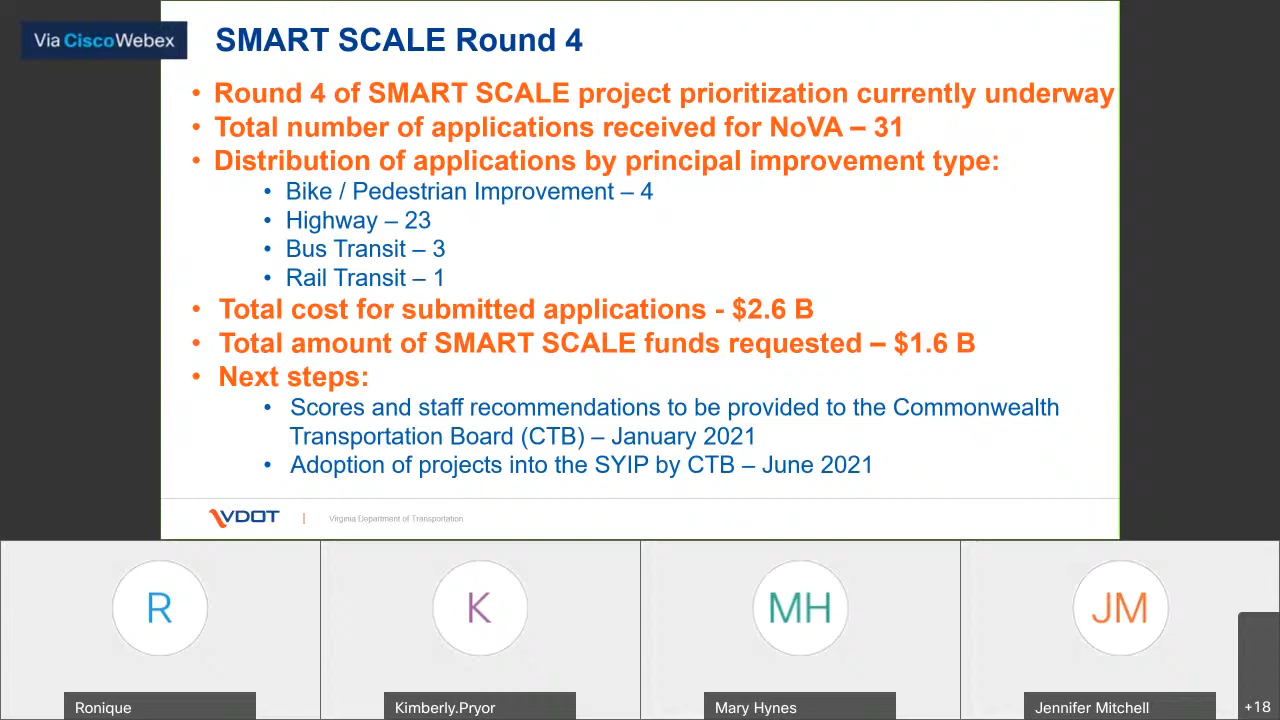 Via Cisco Webex
SMART SCALE Round 4
• Round 4 of SMART SCALE project prioritization currently underway
• Total number of applications received for NoVA – 31
• Distribution of applications by principal improvement type:
• Bike / Pedestrian Improvement – 4
• Highway – 23
• Bus Transit – 3
• Rail Transit – 1
• Total cost for submitted applications - $2.6 B
• Total amount of SMART SCALE funds requested – $1.6 B
• Next steps:
• Scores and staff recommendations to be provided to the Commonwealth
Transportation Board (CTB) – January 2021
• Adoption of projects into the SYIP by CTB – June 2021
VDOT | Virginia Department of Transportation
R
K
MH
JM
Ronique
Kimberly.Pryor
Mary Hynes
Jennifer Mitchell
+18